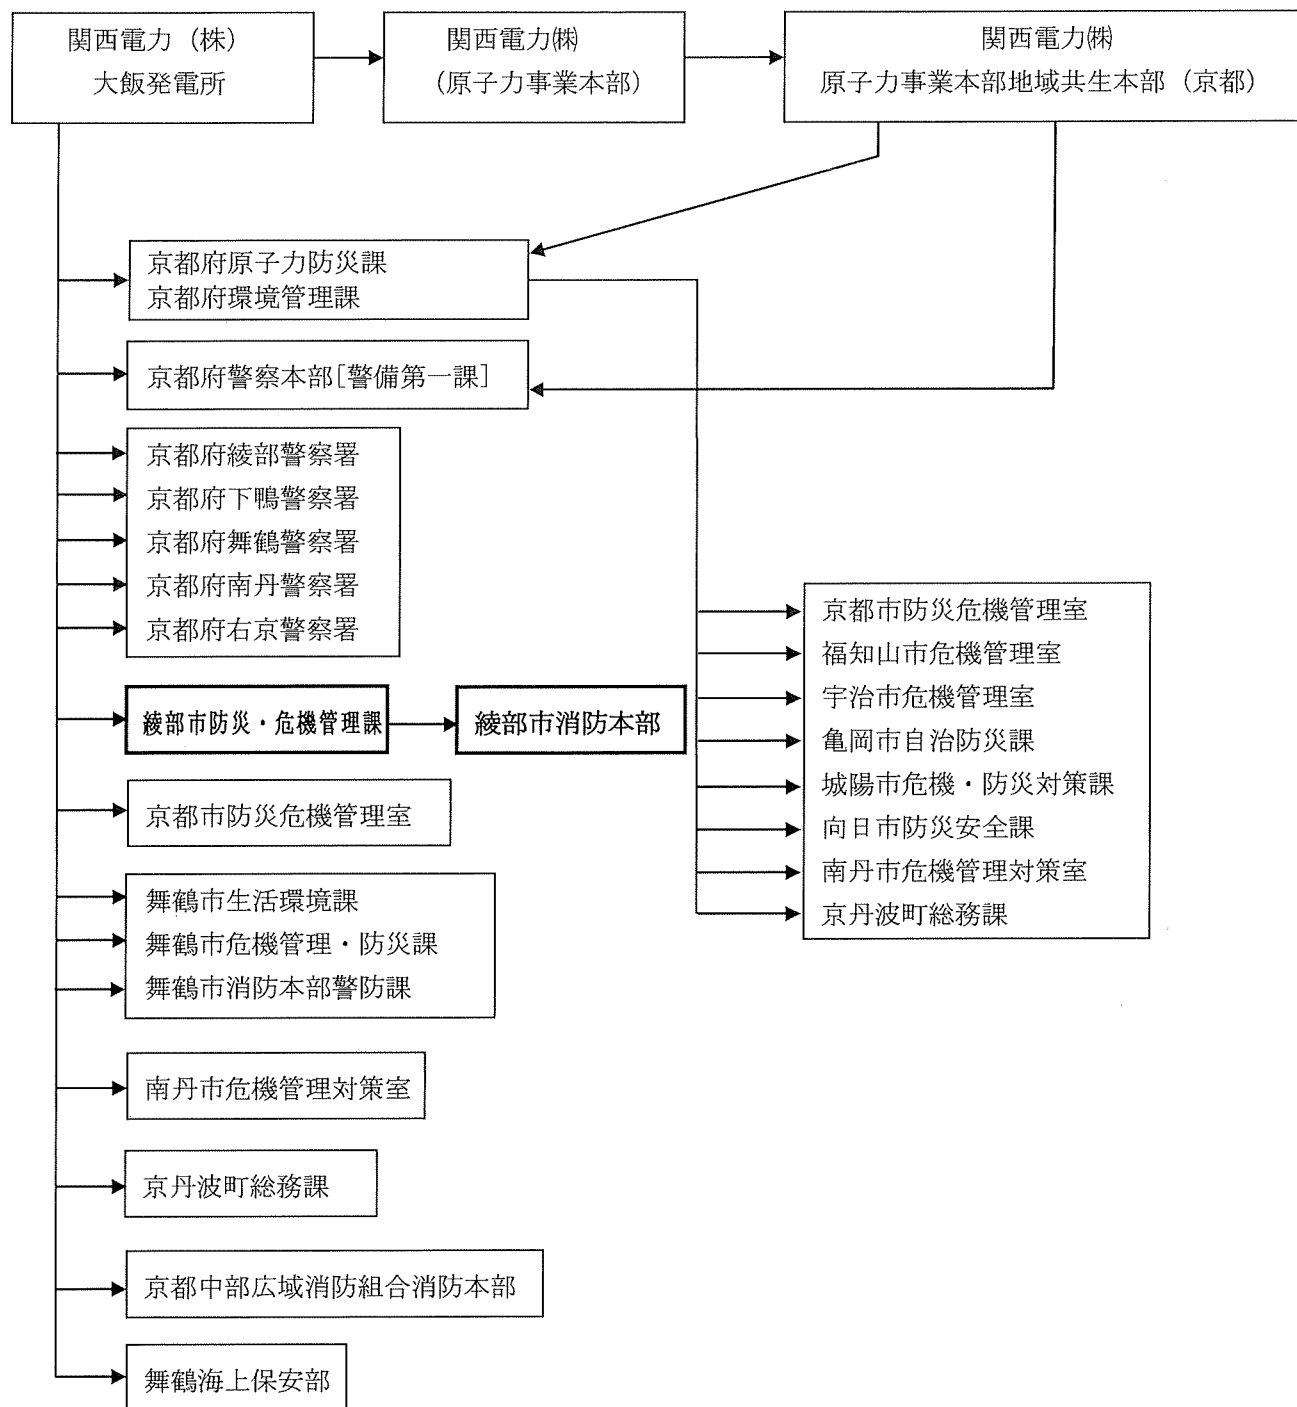 関西電力（株）
大飯発電所
関西電力㈱
（原子力事業本部）
関西電力㈱
原子力事業本部地域共生本部（京都）
京都府原子力防災課
京都府環境管理課
京都府警察本部［警備第一課］
京都府綾部警察署
京都府下鴨警察署
京都府舞鶴警察署
京都府南丹警察署
京都府右京警察署
綾部市防災・危機管理課
綾部市消防本部
京都市防災危機管理室
舞鶴市生活環境課
舞鶴市危機管理・防災課
舞鶴市消防本部警防課
南丹市危機管理対策室
京丹波町総務課
京都中部広域消防組合消防本部
舞鶴海上保安部
京都市防災危機管理室
福知山市危機管理室
宇治市危機管理室
亀岡市自治防災課
城陽市危機・防災対策課
向日市防災安全課
南丹市危機管理対策室
京丹波町総務課